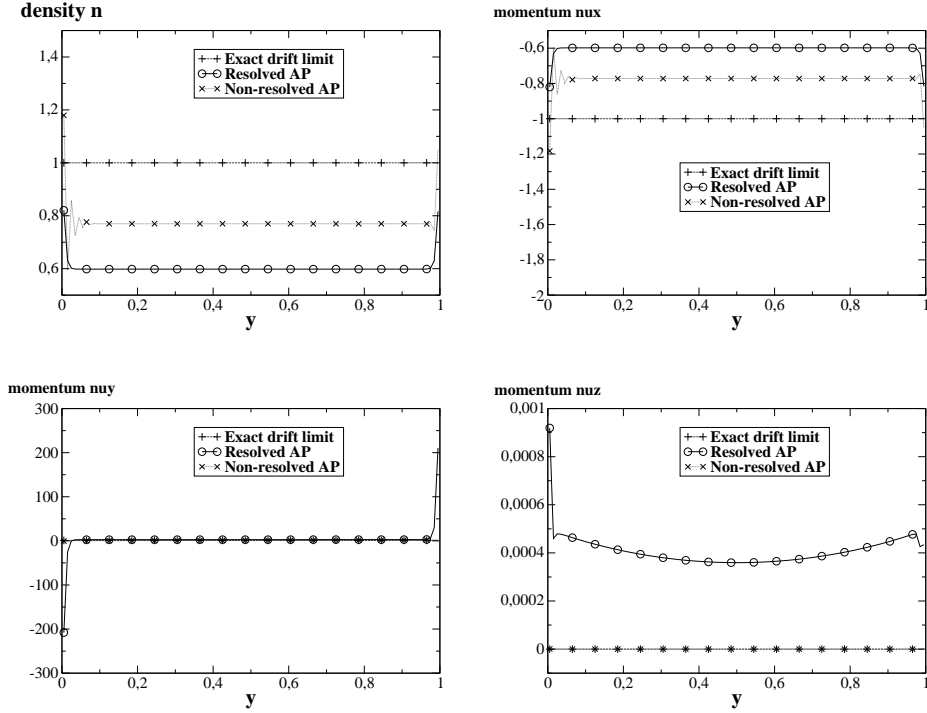 density n
1,4
1,2
1
0,8
0,6
0
0,2
0,4
0,6
0,8
1
y
Exact drift limit
Resolved AP
Non-resolved AP
momentum nux
-0,6
-0,8
-1
-1,2
-1,4
-1,6
-1,8
-2
0
0,2
0,4
0,6
0,8
1
y
Exact drift limit
Resolved AP
Non-resolved AP
momentum nuy
300
200
100
0
-100
-200
-300
0
0,2
0,4
0,6
0,8
1
y
Exact drift limit
Resolved AP
Non-resolved AP
momentum nuz
0,001
0,0008
0,0006
0,0004
0,0002
0
0
0,2
0,4
0,6
0,8
1
y
Exact drift limit
Resolved AP
Non-resolved AP